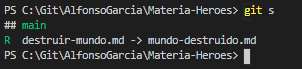 PS C:\Git\AlfonsoGarcia\Materia-Heroes> git s
## main
R  destruir-mundo.md -> mundo-destruido.md
PS C:\Git\AlfonsoGarcia\Materia-Heroes>